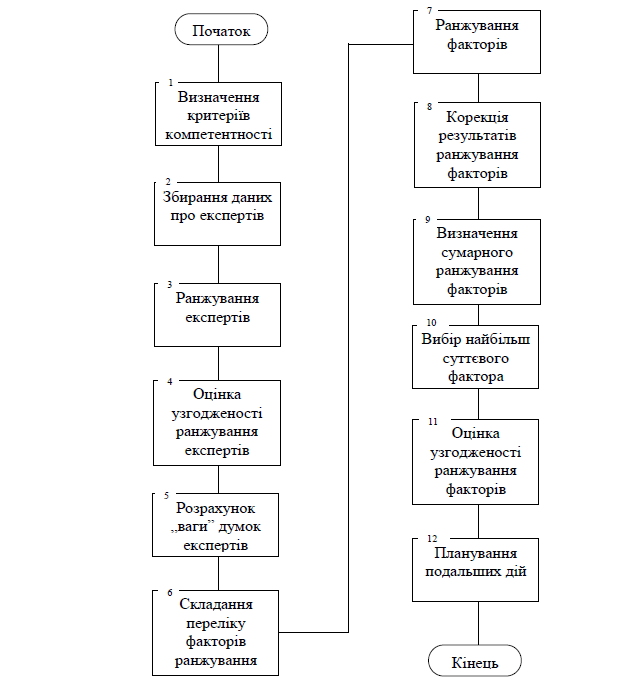 Початок
1
Визначення
критеріїв
компетентності
2
Збирання даних
про експертів
3
Ранжування
експертів
4
Оцінка
узгодженості
ранжування
експертів
5
Розрахунок
„ваги” думок
експертів
6
Складання
переліку
факторів
ранжування
7
Ранжування
факторів
8
Корекція
результатів
ранжування
факторів
9
Визначення
сумарного
ранжування
факторів
10
Вибір найбільш
суттєвого
фактора
11
Оцінка
узгодженості
ранжування
факторів
12
Планування
подальших дій
Кінець